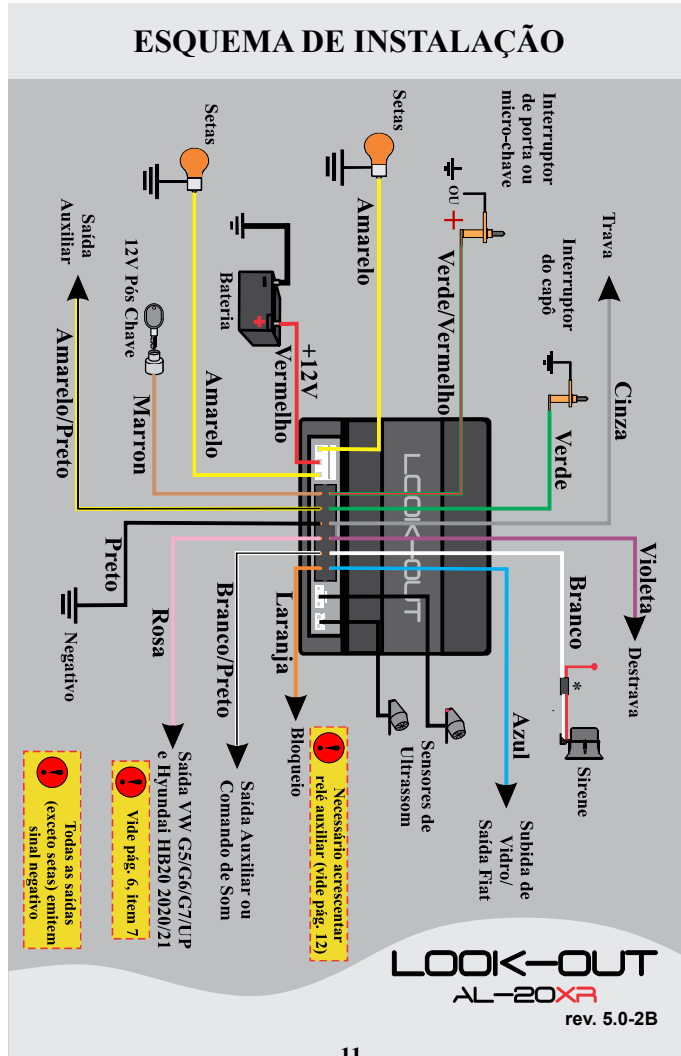 ESQUEMA DE INSTALAÇÃO
Setas
Setas
Interruptor
de porta ou
micro-chave
Trava
Interruptor
do capô
Saída
Auxiliar
12V Pós Chave
Bateria
OU
+
Amarelo
Verde/Vermelho
Cinza
Verde
+12V
Vermelho
Amarelo
Marron
Amarelo/Preto
LOOK-OUT
Preto
Negativo
Rosa
Branco/Preto
Laranja
Bloqueio
Violeta
Destrava
Branco
*
Sirene
Azul
Sensores de
Ultrassom
Subida de
Vidro/
Saída Fiat
Necessário acrescentar
relé auxiliar (vide pág. 12)
Saída Auxiliar ou
Comando de Som
Saída VW G5/G6/G7/UP
e Hyundai HB20 2020/21
Vide pág. 6, item 7
Todas as saídas
(exceto setas) emitem
sinal negativo
LOOK-OUT
AL-20XR
rev. 5.0-2B
11